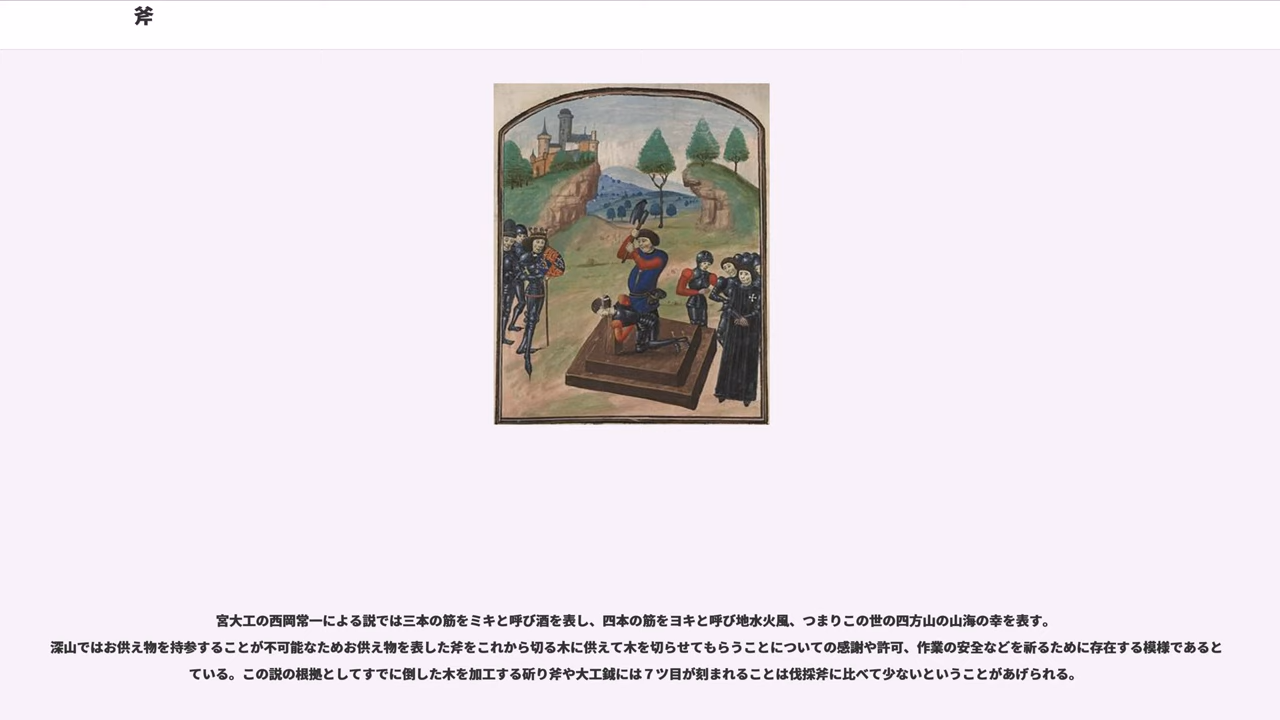 斧
宮大工の西岡常一による説では三本の筋をミキと呼び酒を表し、四本の筋をヨキと呼び地水火風、つまりこの世の四方山の山海の幸を表す。
深山ではお供え物を持参することが不可能なためお供え物を表した斧をこれから切る木に供えて木を切らせてもらうことについての感謝や許可、作業の安全などを祈るために存在する模様であると
ている。この説の根拠としてすでに倒した木を加工する斫り斧や大工鉞には７ツ目が刻まれることは伐採斧に比べて少ないということがあげられる。